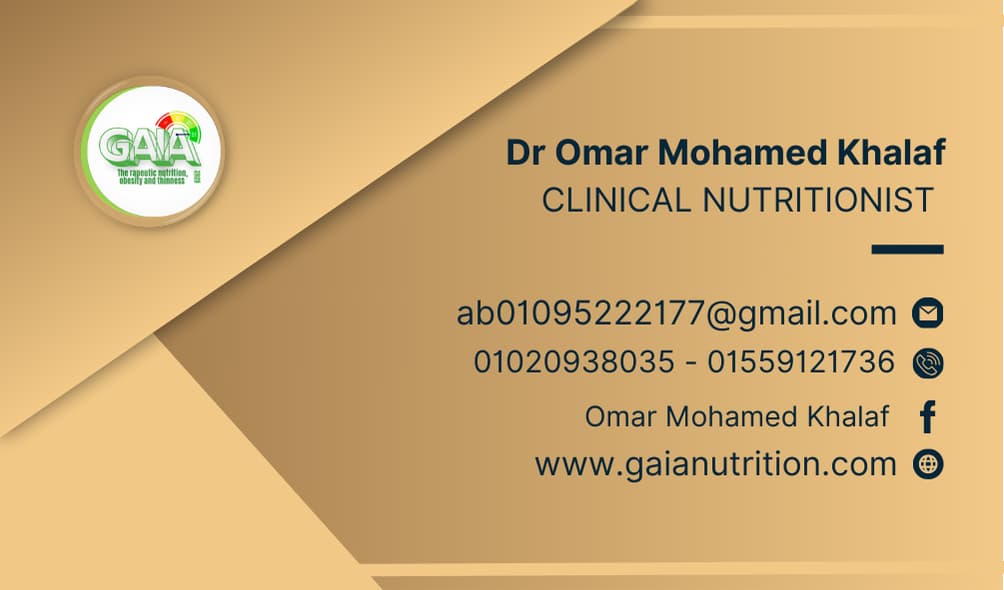 GAIA
The rapeutic nutrition,
obesity and thinness
Dr Omar Mohamed Khalaf
CLINICAL NUTRITIONIST
ab01095222177@gmail.com
01020938035 - 01559121736
Omar Mohamed Khalaf
www.gaianutrition.com